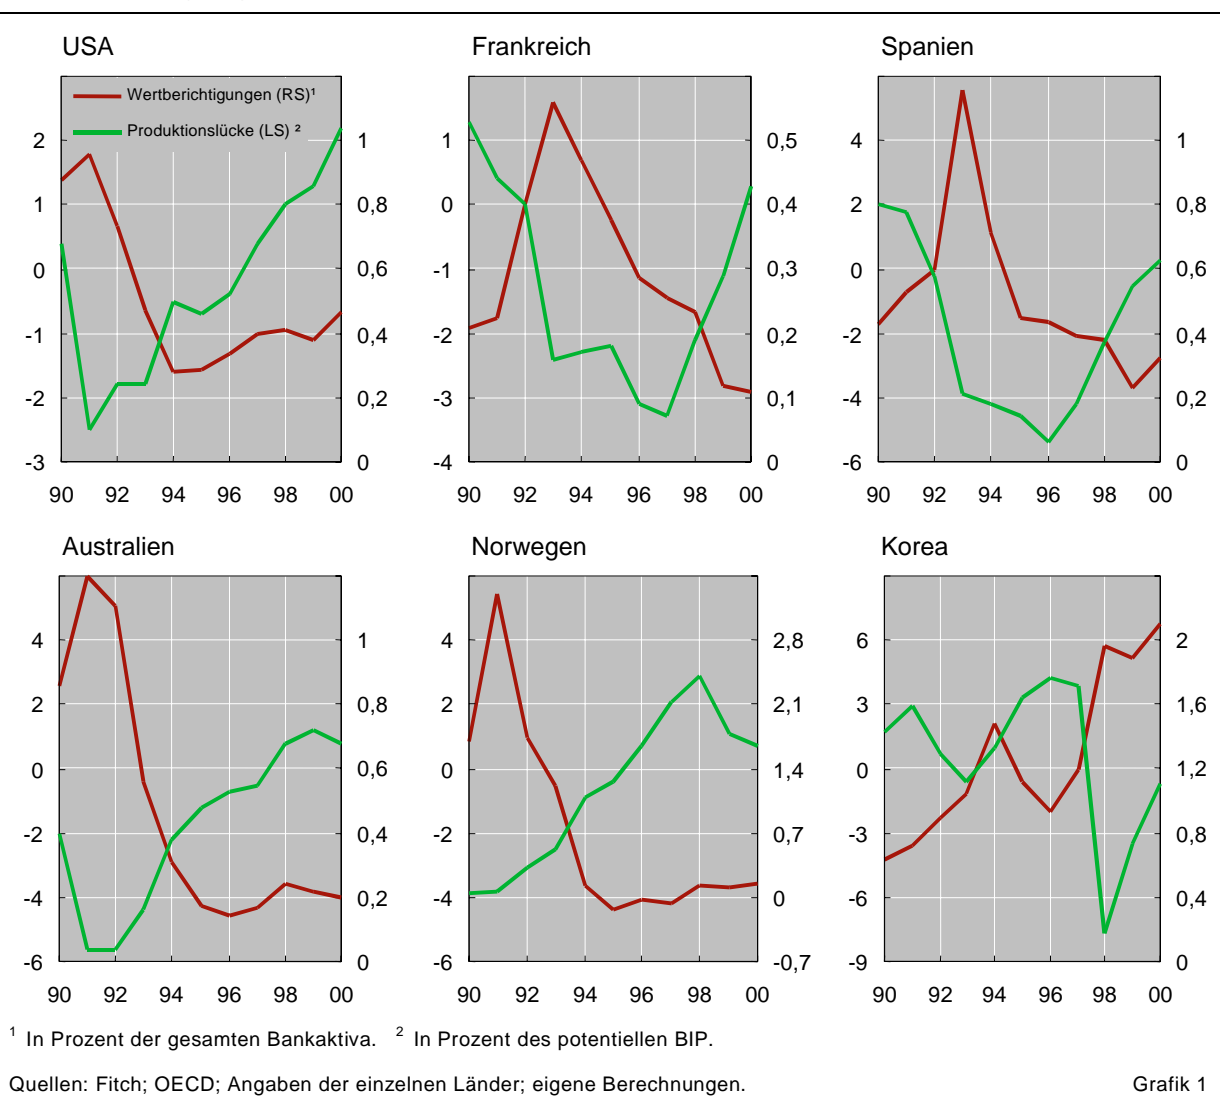 USA Frankreich Spanien
Wertberichtigungen (RS)¹
Produktionslücke (LS) ²
2 1 1 0,5 4 1
1 0,8 0 0,4 2 0,8
0 0,6 -1 0,3 0 0,6
-1 0,4 -2 0,2 -2 0,4
-2 0,2 -3 0,1 -4 0,2
-3 0 -4 0 -6 0
90 92 94 96 98 00 90 92 94 96 98 00 90 92 94 96 98 00
Australien Norwegen Korea
4 1 4 2,8 6 2
2 0,8 2 2,1 3 1,6
0 0,6 0 1,4 0 1,2
-2 0,4 -2 0,7 -3 0,8
-4 0,2 -4 0 -6 0,4
-6 0 -6 -0,7 -9 0
90 92 94 96 98 00 90 92 94 96 98 00 90 92 94 96 98 00
¹ In Prozent der gesamten Bankaktiva. ² In Prozent des potentiellen BIP.
Quellen: Fitch; OECD; Angaben der einzelnen Länder; eigene Berechnungen. Grafik 1